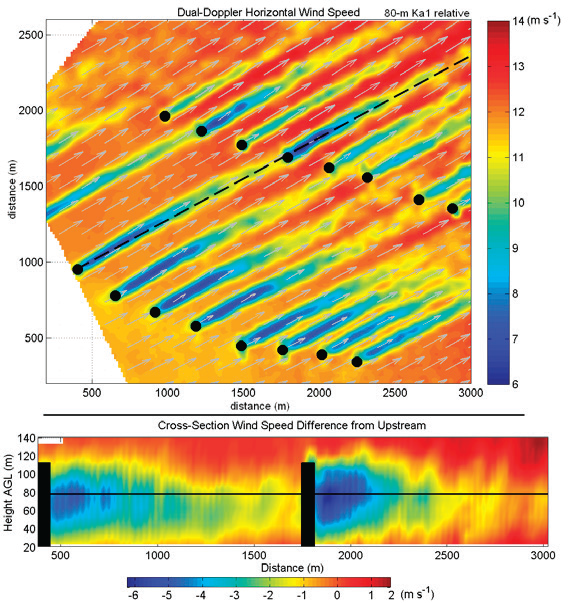 Dual-Doppler Horizontal Wind Speed 80-m Ka1 relative
14 (m s-1)
13
12
11
10
9
8
7
6
2500
2000
1500
1000
500
distance (m)
500 1000 1500 2000 2500 3000
distance (m)
Cross-Section Wind Speed Difference from Upstream
140
120
100
80
60
40
20
Height AGL (m)
500 1000 1500 2000 2500 3000
Distance (m)
-6 -5 -4 -3 -2 -1 0 1 2 (m s-1)